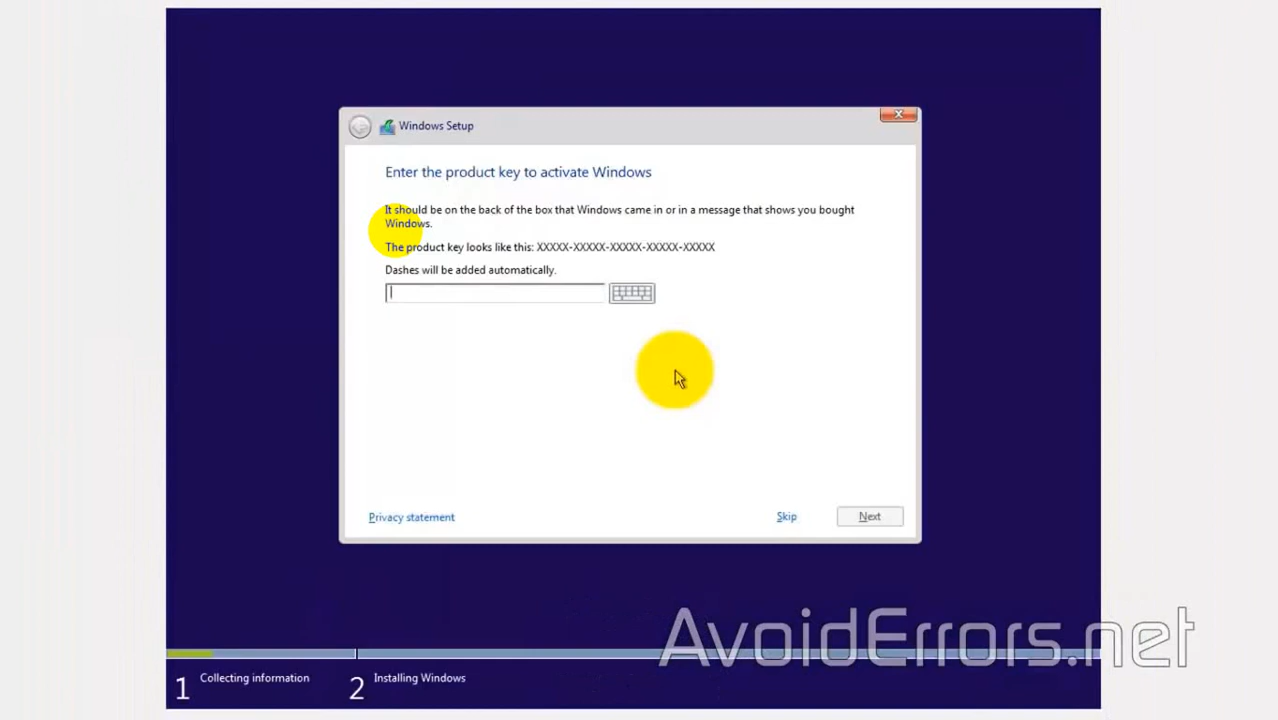 Windows Setup
Enter the product key to activate Windows
It should be on the back of the box that Windows came in or in a message that shows you bought
Windows.
The product key looks like this: XXXXX-XXXXX-XXXXX-XXXXX-XXXXX
Dashes will be added automatically.
Privacy statement
Skip
Next
AvoidErrors.net
1 Collecting information
2 Installing Windows